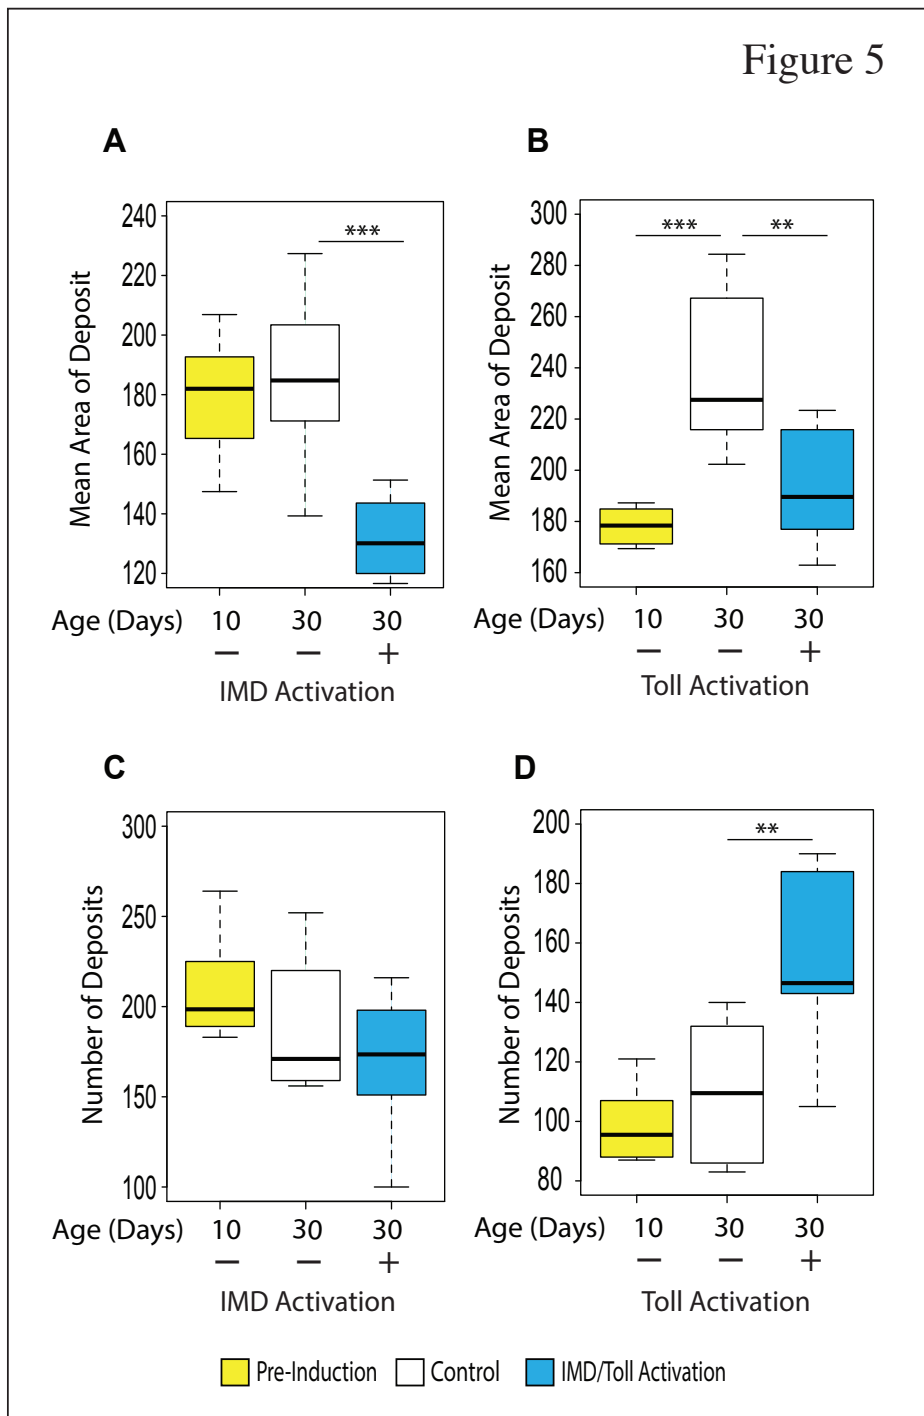 Figure 5
A
Mean Area of Deposit
240
220
200
180
160
140
120
***
Age (Days) 10 30 30
− − +
IMD Activation
B
Mean Area of Deposit
300
280
260
240
220
200
180
160
*** **
Age (Days) 10 30 30
− − +
Toll Activation
C
Number of Deposits
300
250
200
150
100
Age (Days) 10 30 30
− − +
IMD Activation
D
Number of Deposits
200
180
160
140
120
100
80
**
Age (Days) 10 30 30
− − +
Toll Activation
Pre-Induction Control IMD/Toll Activation